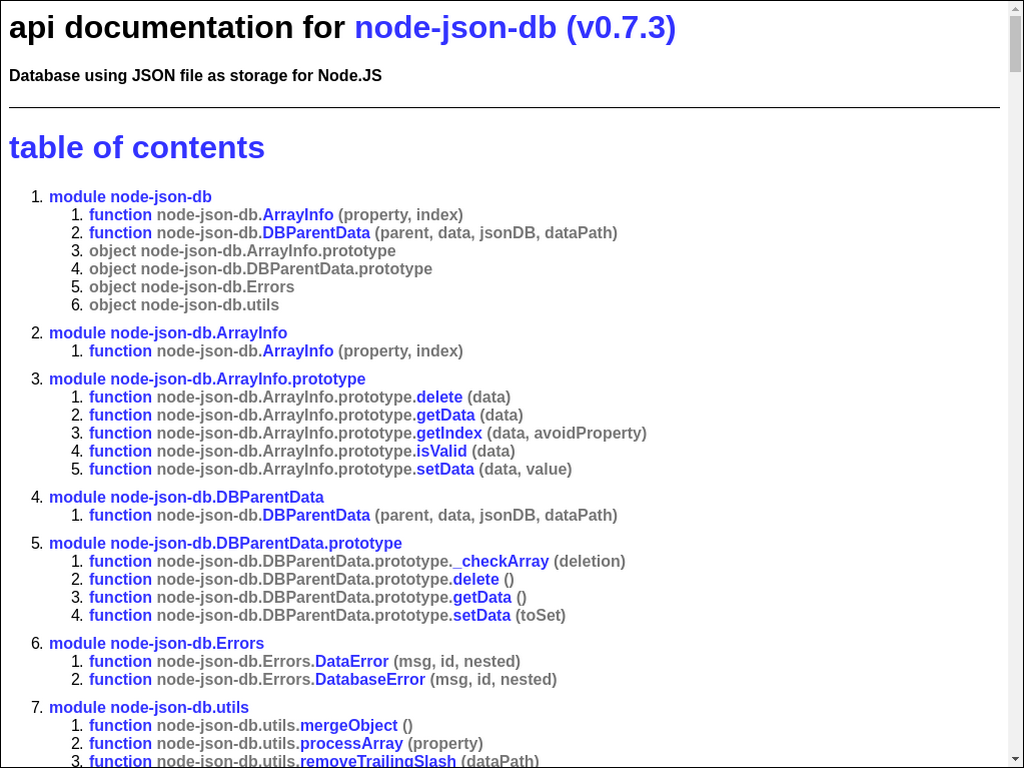 api documentation for node-json-db (v0.7.3)
Database using JSON file as storage for Node.JS
table of contents
1. module node-json-db
1. function node-json-db.ArrayInfo (property, index)
2. function node-json-db.DBParentData (parent, data, jsonDB, dataPath)
3. object node-json-db.ArrayInfo.prototype
4. object node-json-db.DBParentData.prototype
5. object node-json-db.Errors
6. object node-json-db.utils
2. module node-json-db.ArrayInfo
1. function node-json-db.ArrayInfo (property, index)
3. module node-json-db.ArrayInfo.prototype
1. function node-json-db.ArrayInfo.prototype.delete (data)
2. function node-json-db.ArrayInfo.prototype.getData (data)
3. function node-json-db.ArrayInfo.prototype.getIndex (data, avoidProperty)
4. function node-json-db.ArrayInfo.prototype.isValid (data)
5. function node-json-db.ArrayInfo.prototype.setData (data, value)
4. module node-json-db.DBParentData
1. function node-json-db.DBParentData (parent, data, jsonDB, dataPath)
5. module node-json-db.DBParentData.prototype
1. function node-json-db.DBParentData.prototype._checkArray (deletion)
2. function node-json-db.DBParentData.prototype.delete ()
3. function node-json-db.DBParentData.prototype.getData ()
4. function node-json-db.DBParentData.prototype.setData (toSet)
6. module node-json-db.Errors
1. function node-json-db.Errors.DataError (msg, id, nested)
2. function node-json-db.Errors.DatabaseError (msg, id, nested)
7. module node-json-db.utils
1. function node-json-db.utils.mergeObject ()
2. function node-json-db.utils.processArray (property)
3. function node-json-db.utils.removeTrailingSlash (dataPath)